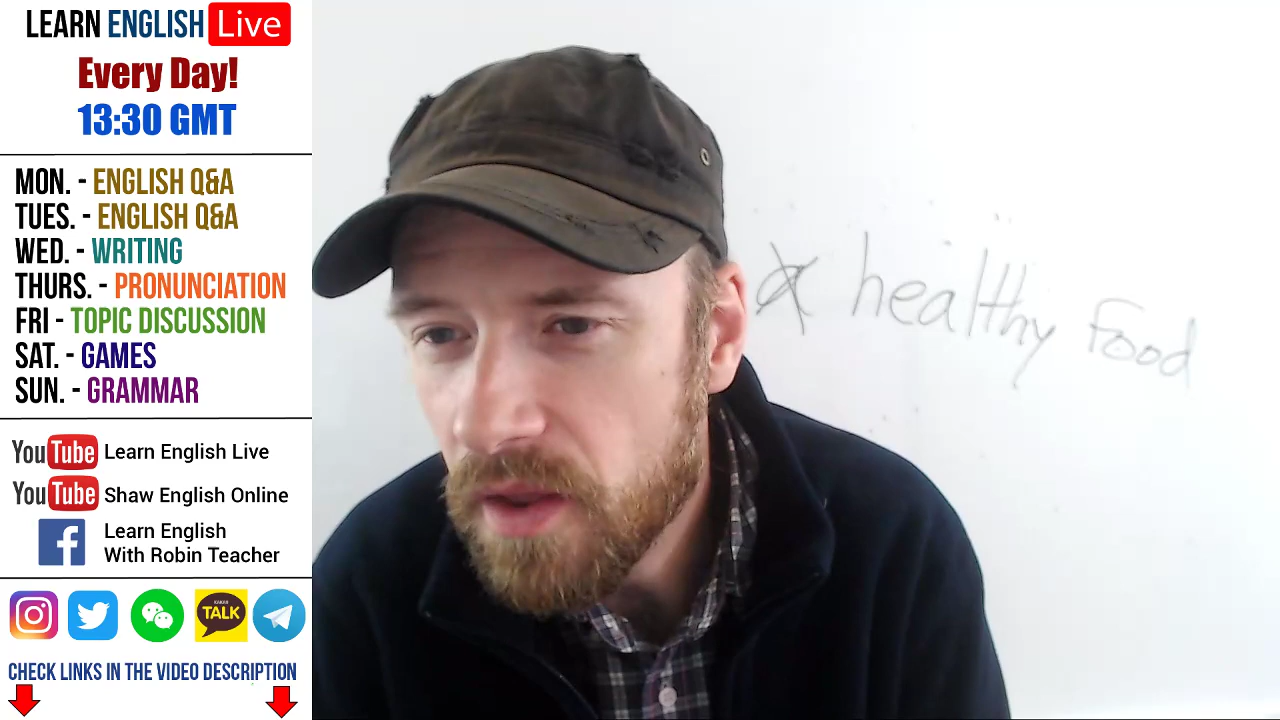 LEARN ENGLISH Live
Every Day!
13:30 GMT
MON. - ENGLISH Q&A
TUES. - ENGLISH Q&A
WED. - WRITING
THURS. - PRONUNCIATION
FRI - TOPIC DISCUSSION
SAT. - GAMES
SUN. - GRAMMAR
YouTube Learn English Live
YouTube Shaw English Online
f Learn English
With Robin Teacher
KAKAO
TALK
CHECK LINKS IN THE VIDEO DESCRIPTION
healthy Food